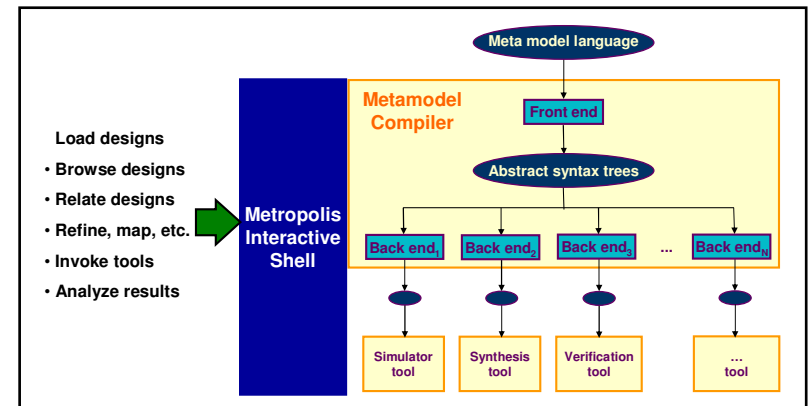 Meta model language
Metamodel
Compiler
Front end
Load designs
• Browse designs
• Relate designs
• Refine, map, etc.
• Invoke tools
• Analyze results
Metropolis
Interactive
Shell
Abstract syntax trees
Back end1
Back end2
Back end3
...
Back endN
Simulator
tool
Synthesis
tool
Verification
tool
...
tool